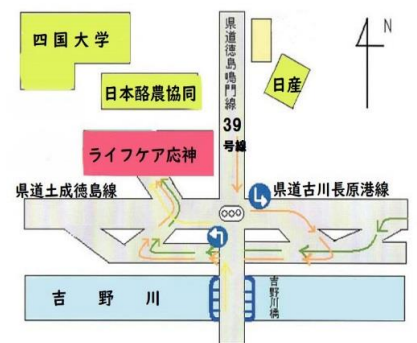 四国大学
日本酪農協同
ライフケア応神
県道徳島鳴門線
39
号線
日産
N
県道土成徳島線
県道古川長原港線
吉野川
吉野川橋